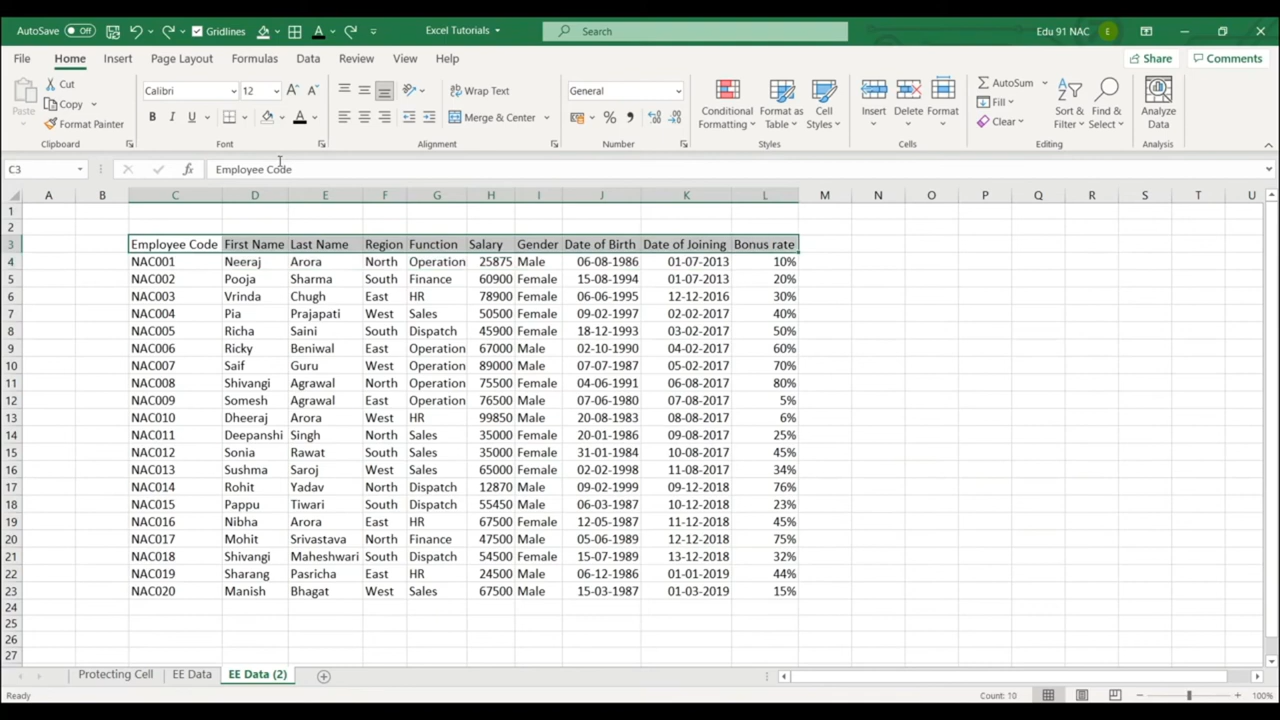 AutoSave Off Gridlines Excel Tutorials Search Edu 91 NAC E
File Home Insert Page Layout Formulas Data Review View Help Share Comments
Paste Cut Copy Format Painter Clipboard
Calibri 12 B I U A Font
Wrap Text Merge & Center Alignment
General % Number
Conditional Formatting Format as Table Cell Styles Styles
Insert Delete Format Cells
AutoSum Fill Clear Sort & Filter Find & Select Editing
Analyze Data Analysis
C3 fx Employee Code
A B C D E F G H I J K L M N O P Q R S T U
1
2
3 Employee Code First Name Last Name Region Function Salary Gender Date of Birth Date of Joining Bonus rate
4 NAC001 Neeraj Arora North Operation 25875 Male 06-08-1986 01-07-2013 10%
5 NAC002 Pooja Sharma South Finance 60900 Female 15-08-1994 01-07-2013 20%
6 NAC003 Vrinda Chugh East HR 78900 Female 06-06-1995 12-12-2016 30%
7 NAC004 Pia Prajapati West Sales 50500 Female 09-02-1997 02-02-2017 40%
8 NAC005 Richa Saini South Dispatch 45900 Female 18-12-1993 03-02-2017 50%
9 NAC006 Ricky Beniwal East Operation 67000 Male 02-10-1990 04-02-2017 60%
10 NAC007 Saif Guru West Operation 89000 Male 07-07-1987 05-02-2017 70%
11 NAC008 Shivangi Agrawal North Operation 75500 Female 04-06-1991 06-08-2017 80%
12 NAC009 Somesh Agrawal East Operation 76500 Male 07-06-1980 07-08-2017 5%
13 NAC010 Dheeraj Arora West HR 99850 Male 20-08-1983 08-08-2017 6%
14 NAC011 Deepanshi Singh North Sales 35000 Female 20-01-1986 09-08-2017 25%
15 NAC012 Sonia Rawat South Sales 35000 Female 31-01-1984 10-08-2017 45%
16 NAC013 Sushma Saroj West Sales 65000 Female 02-02-1998 11-08-2017 34%
17 NAC014 Rohit Yadav North Dispatch 12870 Male 09-02-1999 09-12-2018 76%
18 NAC015 Pappu Tiwari South Dispatch 55450 Male 06-03-1987 10-12-2018 23%
19 NAC016 Nibha Arora East HR 67500 Female 12-05-1987 11-12-2018 45%
20 NAC017 Mohit Srivastava North Finance 47500 Male 05-06-1989 12-12-2018 75%
21 NAC018 Shivangi Maheshwari South Dispatch 54500 Female 15-07-1989 13-12-2018 32%
22 NAC019 Sharang Pasricha East HR 24500 Male 06-12-1986 01-01-2019 44%
23 NAC020 Manish Bhagat West Sales 67500 Male 15-03-1987 01-03-2019 15%
24
25
26
27
Protecting Cell EE Data EE Data (2)
Ready Count: 10 100%